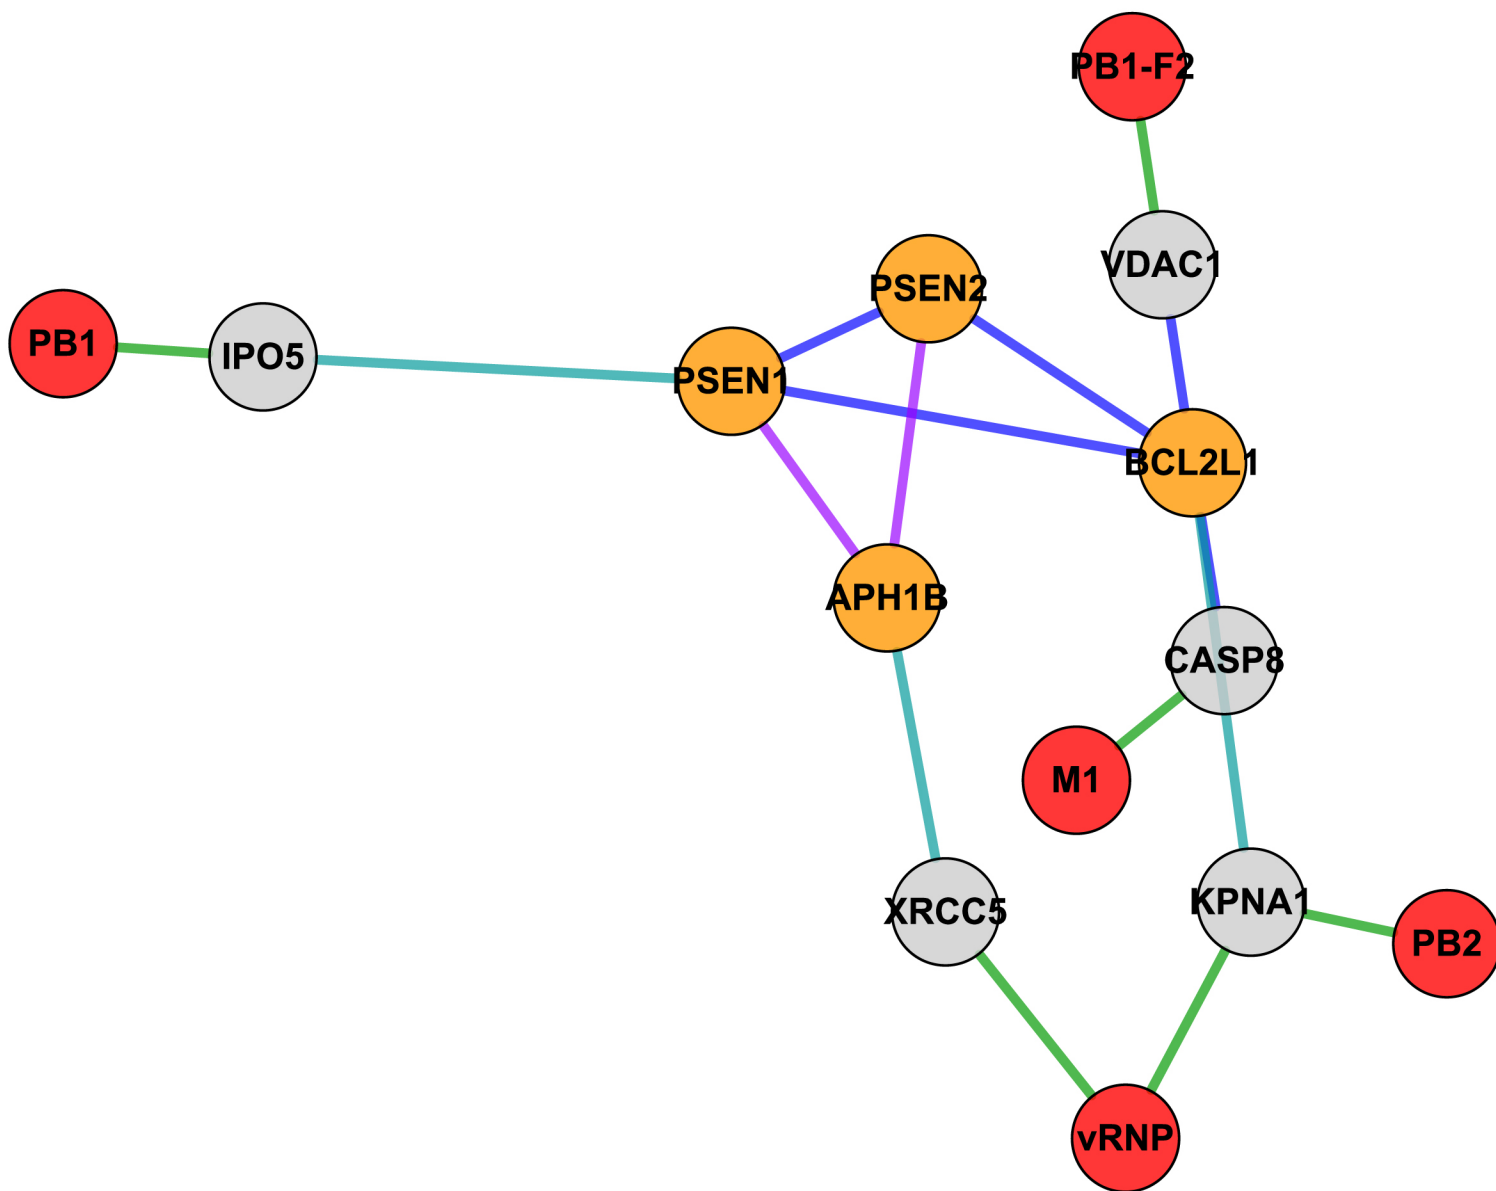 PB1-F2
VDAC1
PSEN2
PB1
IPO5
PSEN1
BCL2L1
APH1B
CASP8
M1
XRCC5
KPNA1
PB2
vRNP